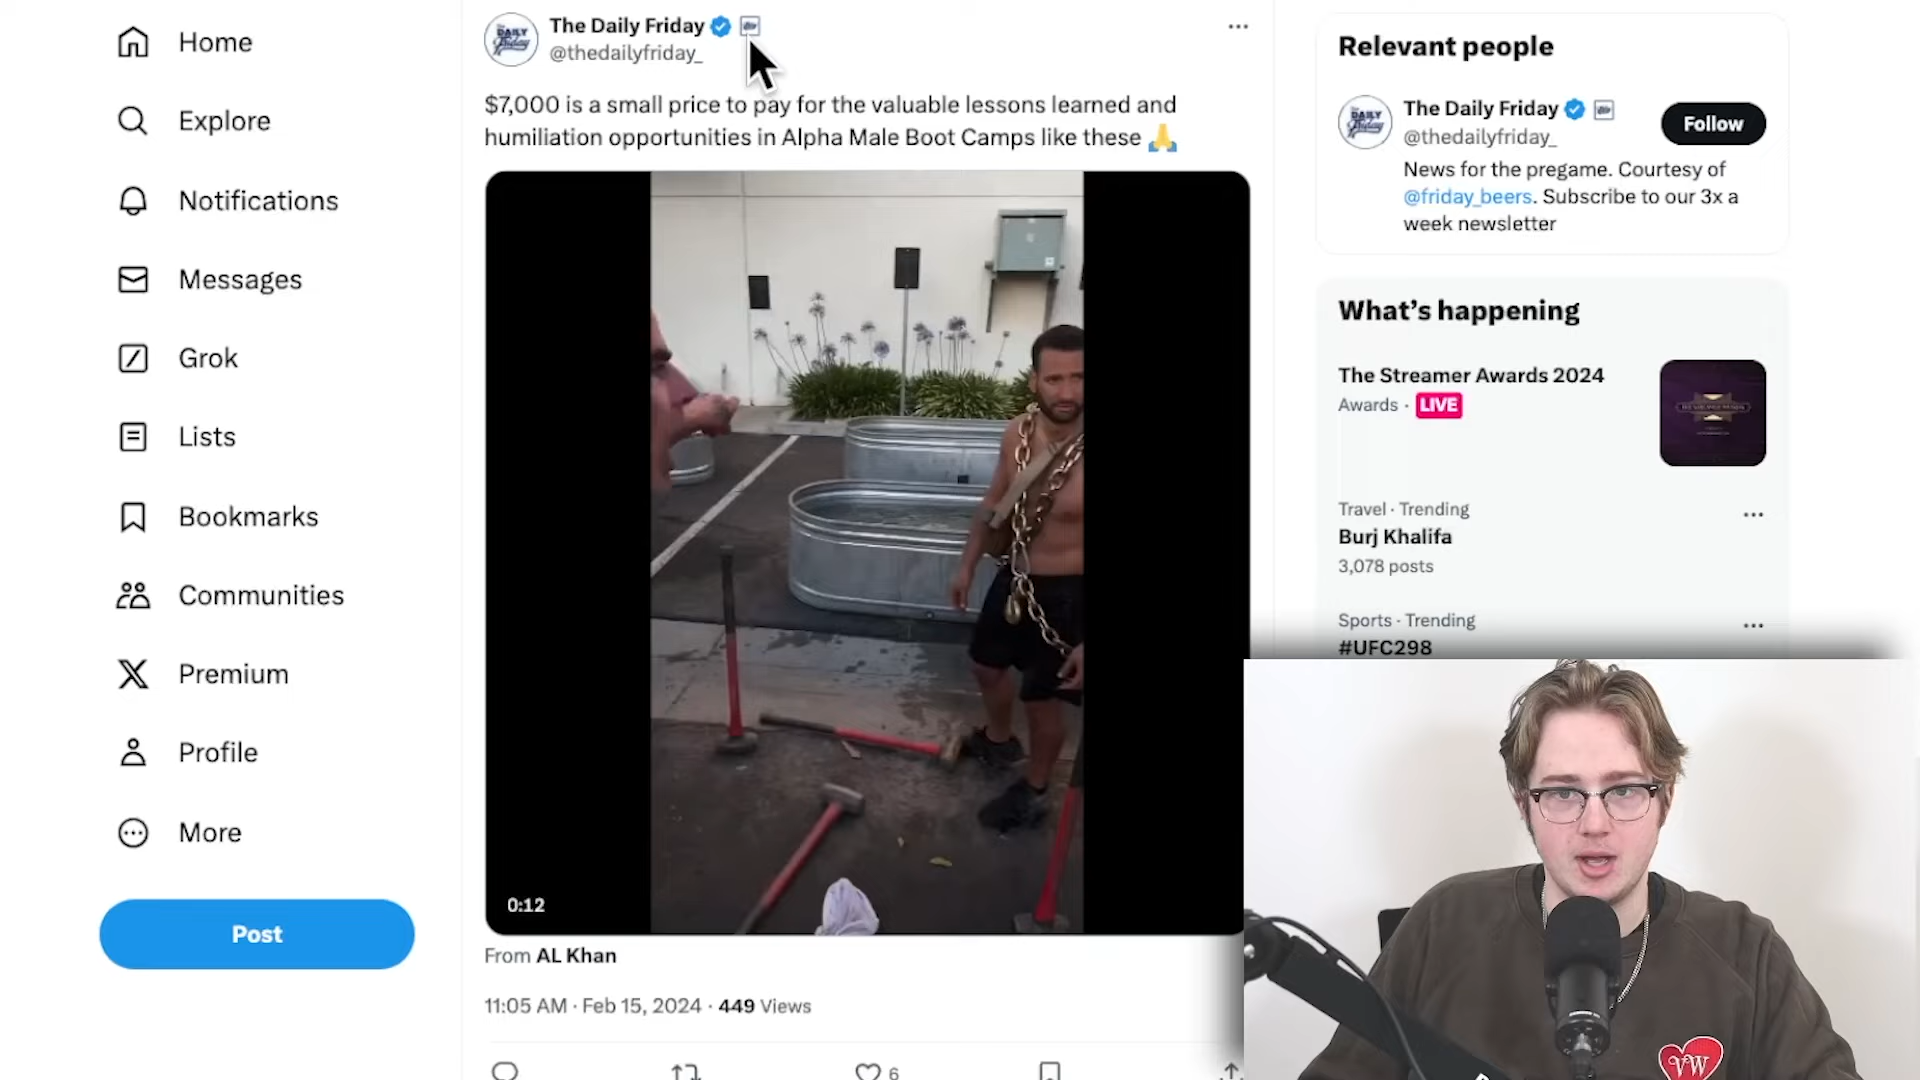 Home
Explore
Notifications
Messages
Grok
Lists
Bookmarks
Communities
Premium
Profile
More
Post
The Daily Friday
@thedailyfriday_
$7,000 is a small price to pay for the valuable lessons learned and
humiliation opportunities in Alpha Male Boot Camps like these 🙏
0:12
From AL Khan
11:05 AM · Feb 15, 2024 · 449 Views
6
Relevant people
The Daily Friday
@thedailyfriday_
Follow
News for the pregame. Courtesy of
@friday_beers. Subscribe to our 3x a
week newsletter
What's happening
The Streamer Awards 2024
Awards · LIVE
Travel · Trending
Burj Khalifa
3,078 posts
Sports · Trending
#UFC298
VW